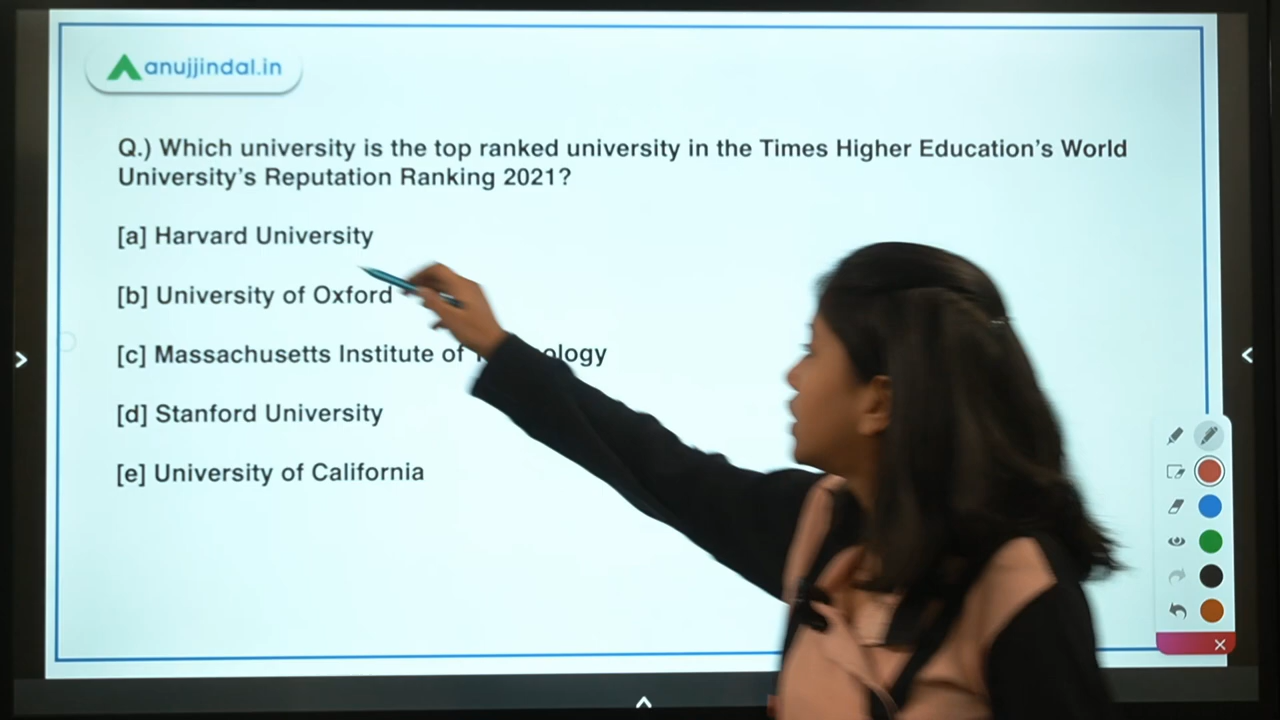 anujjindal.in
Q.) Which university is the top ranked university in the Times Higher Education's World
University's Reputation Ranking 2021?
[a] Harvard University
[b] University of Oxford
[c] Massachusetts Institute of ology
[d] Stanford University
[e] University of California